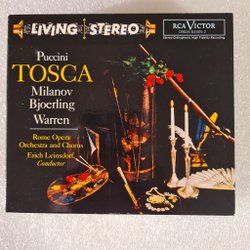 LIVING STEREO
RCA VICTOR
Puccini
TOSCA
Milanov
Bjoerling
Warren
Rome Opera
Orchestra and Chorus
Erich Leinsdorf,
Conductor